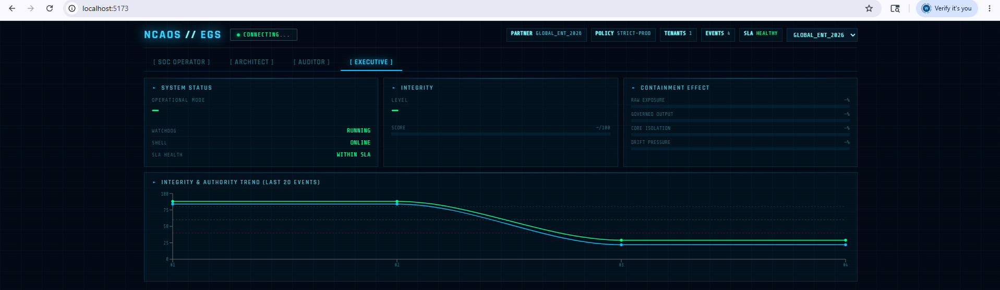 localhost:5173
Verify it's you
NCAOS // EGS
CONNECTING...
PARTNER GLOBAL_ENT_2026
POLICY STRICT-PROD
TENANTS 1
EVENTS 4
SLA HEALTHY
GLOBAL_ENT_2026
[ SOC OPERATOR ]
[ ARCHITECT ]
[ AUDITOR ]
[ EXECUTIVE ]
SYSTEM STATUS
OPERATIONAL MODE
—
WATCHDOG RUNNING
SHELL ONLINE
SLA HEALTH WITHIN SLA
INTEGRITY
LEVEL
—
SCORE —/100
CONTAINMENT EFFECT
RAW EXPOSURE —%
GOVERNED OUTPUT —%
CORE ISOLATION —%
DRIFT PRESSURE —%
INTEGRITY & AUTHORITY TREND (LAST 20 EVENTS)
100
75
50
25
0
#1 #2 #3 #4